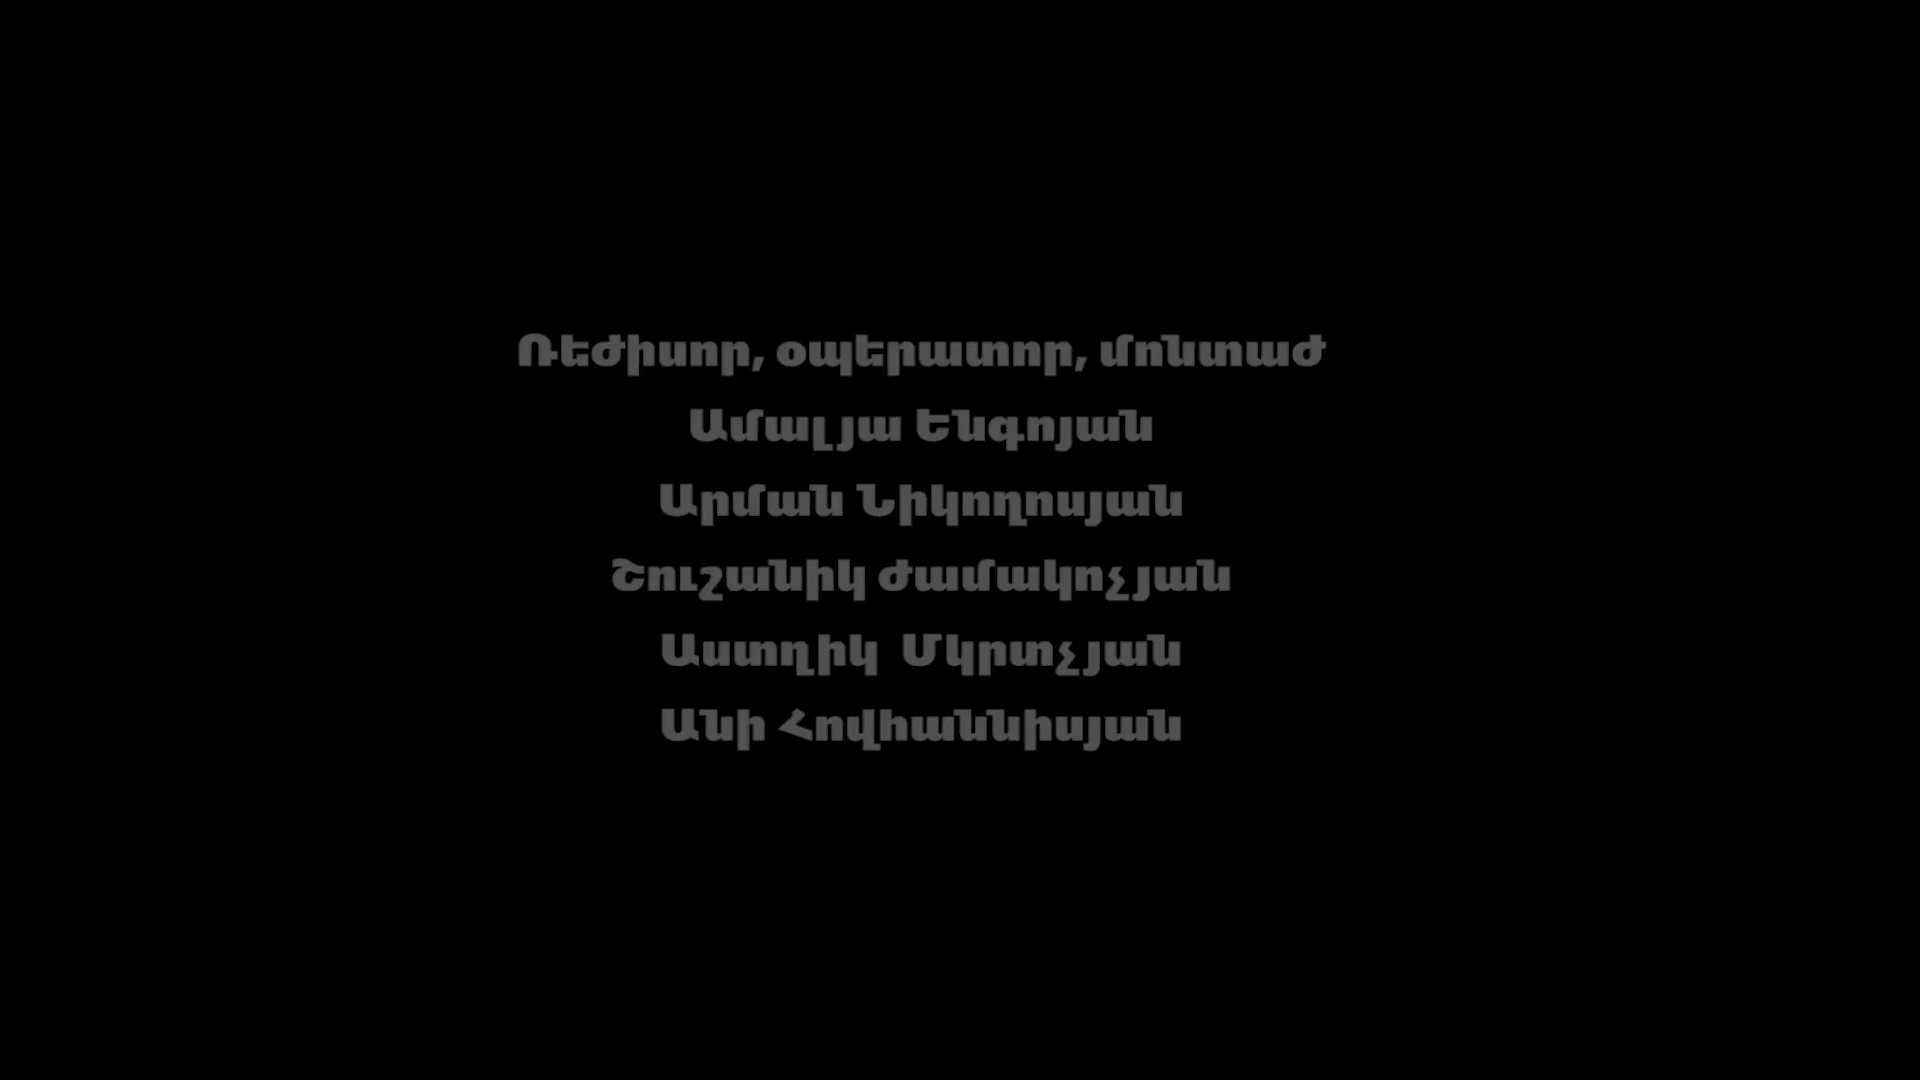 Ռեժիսոր, օպերատոր, մոնտաժ
Ամալյա Ենգոյան
Արման Նիկողոսյան
Շուշանիկ Ժամակոչյան
Աստղիկ Մկրտչյան
Անի Հովհաննիսյան